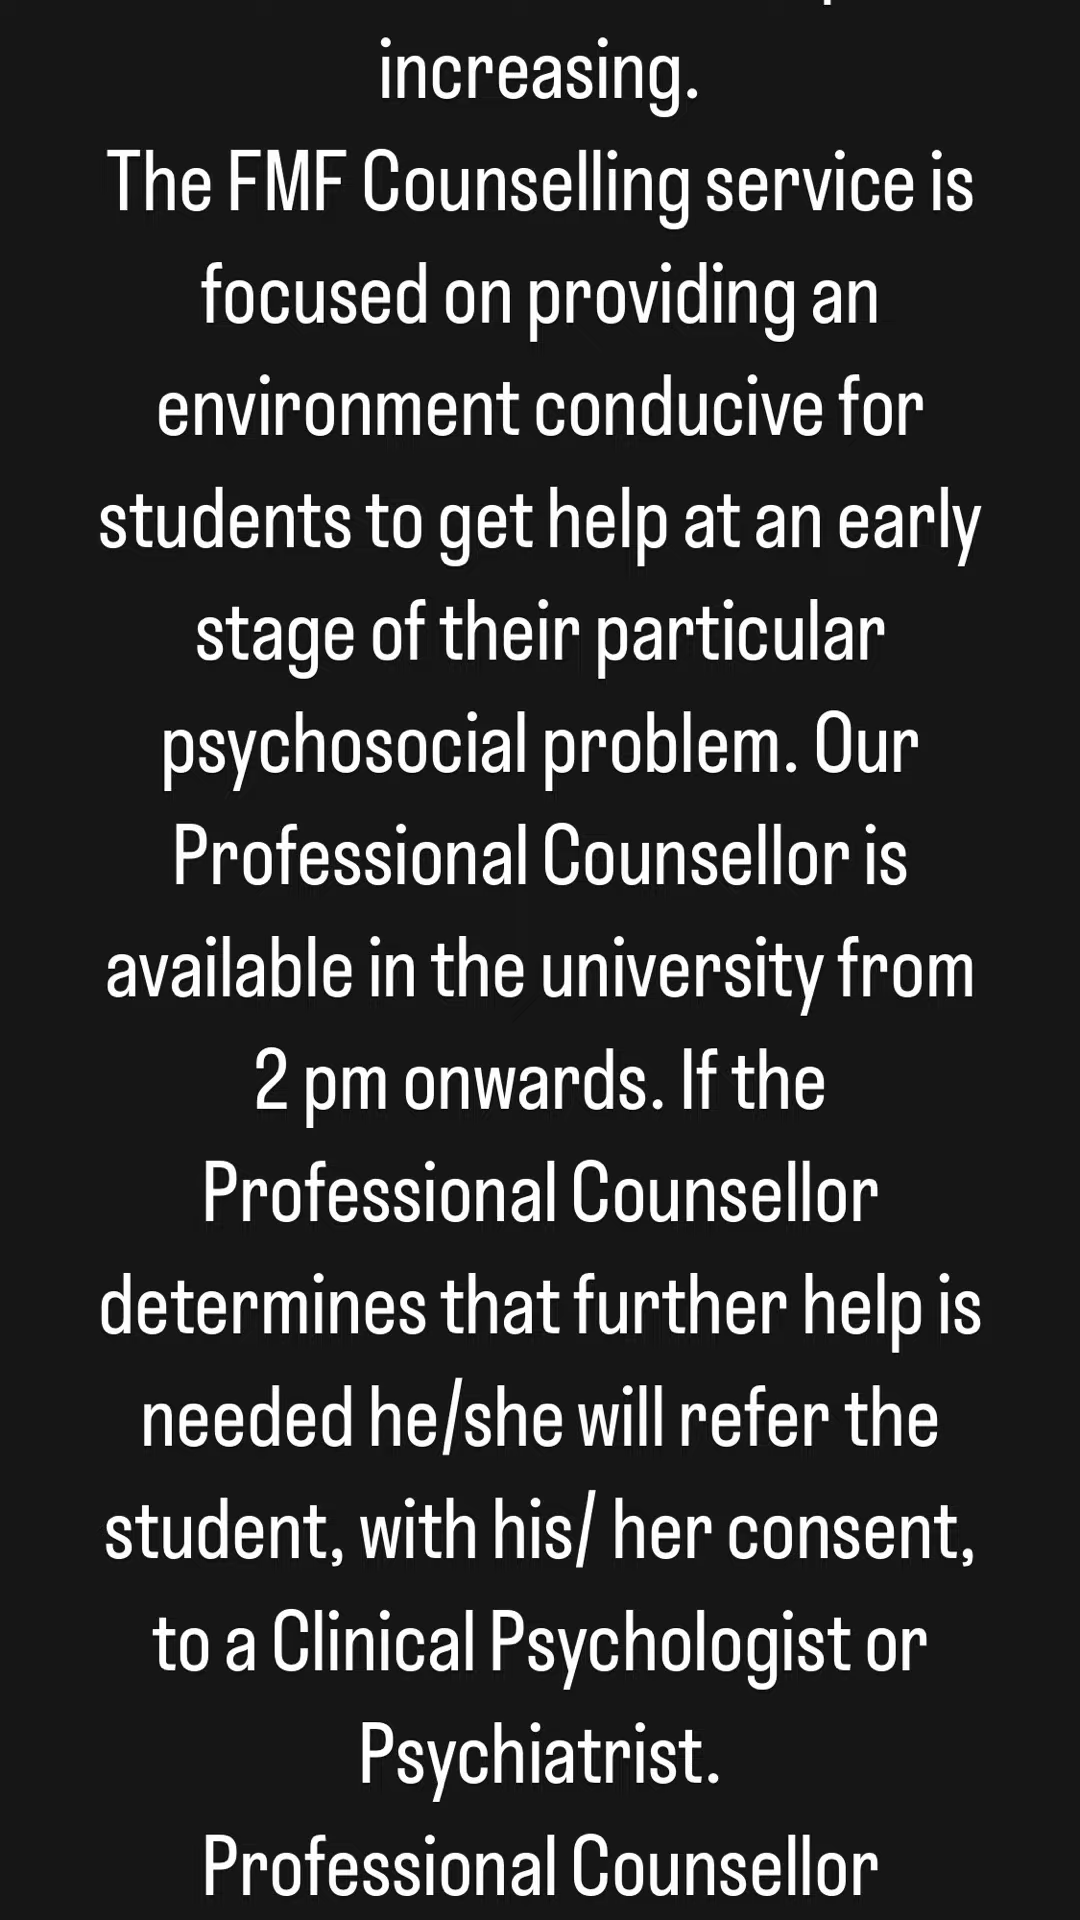 increasing.
The FMF Counselling service is
focused on providing an
environment conducive for
students to get help at an early
stage of their particular
psychosocial problem. Our
Professional Counsellor is
available in the university from
2 pm onwards. If the
Professional Counsellor
determines that further help is
needed he/she will refer the
student, with his/ her consent,
to a Clinical Psychologist or
Psychiatrist.
Professional Counsellor